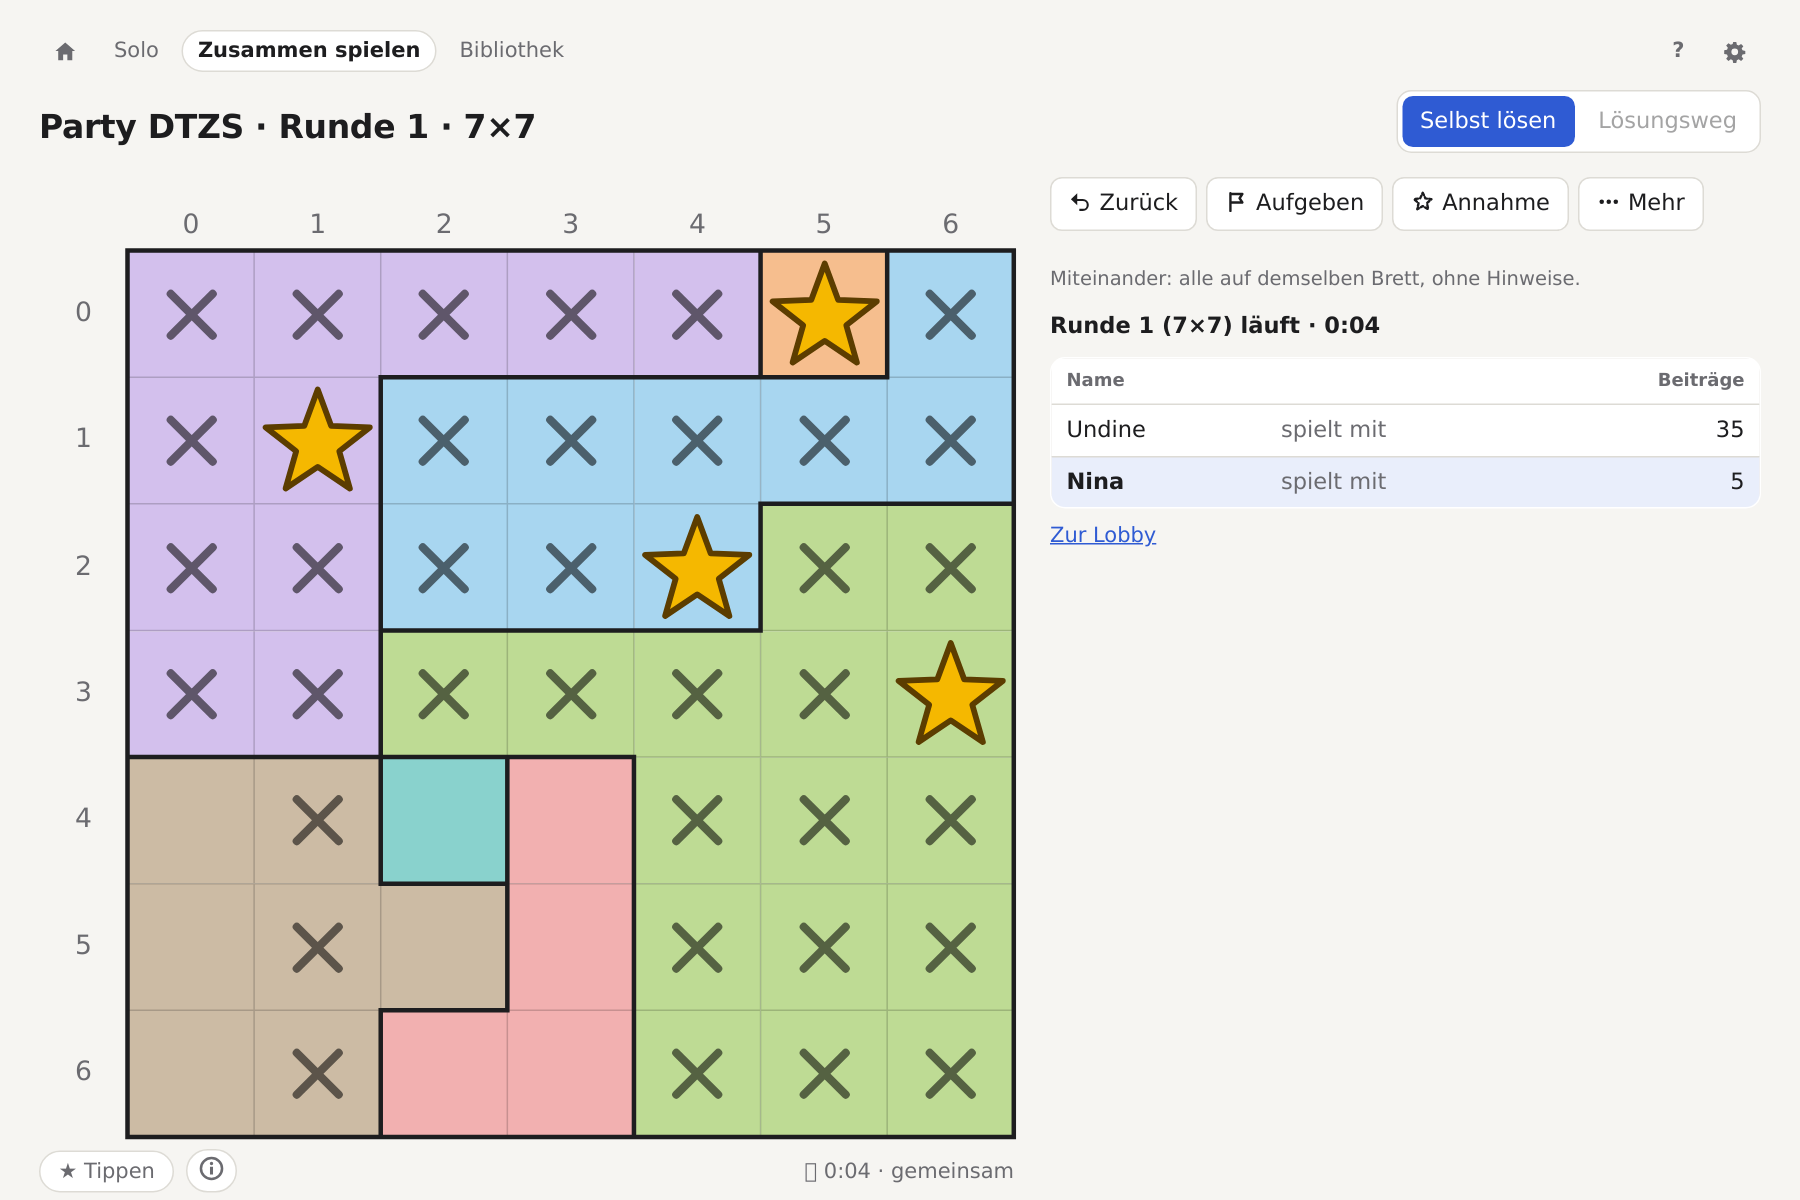 Solo Zusammen spielen Bibliothek ?
Party DTZS · Runde 1 · 7×7
Selbst lösen Lösungsweg
Zurück Aufgeben Annahme Mehr
0 1 2 3 4 5 6
0
1
2
3
4
5
6
Miteinander: alle auf demselben Brett, ohne Hinweise.
Runde 1 (7×7) läuft · 0:04
Name Beiträge
Undine spielt mit 35
Nina spielt mit 5
Zur Lobby
★ Tippen
0:04 · gemeinsam